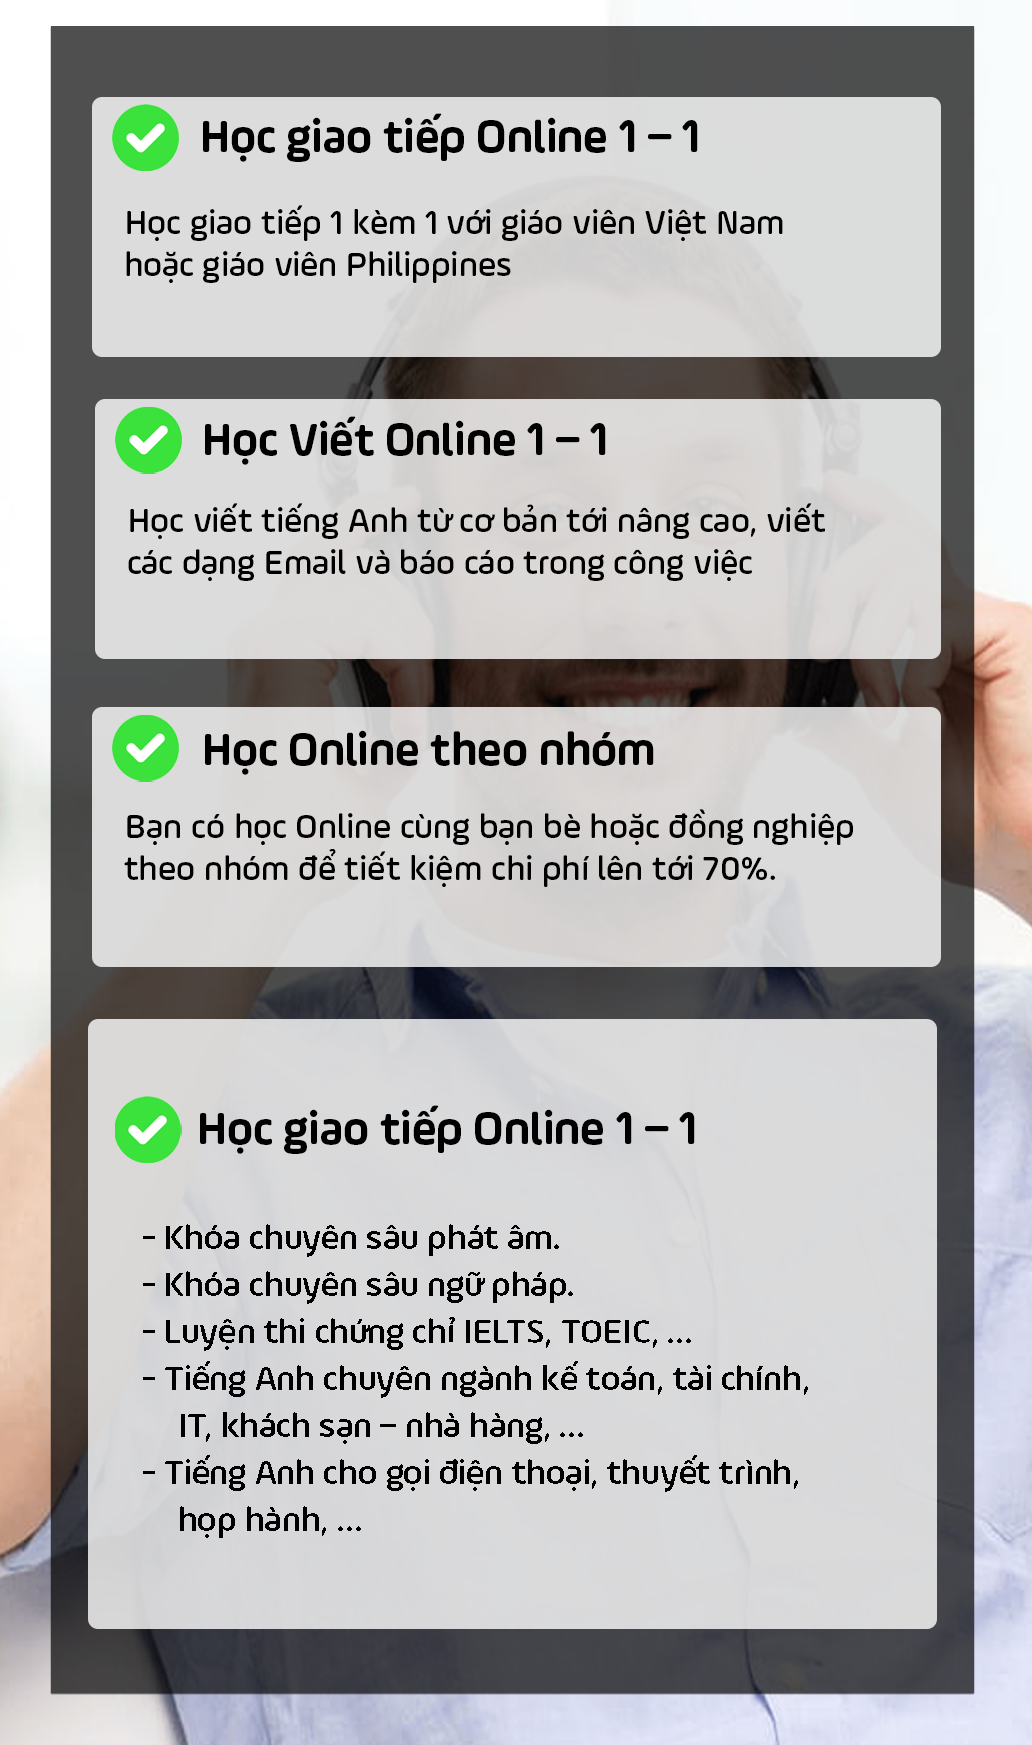 Học giao tiếp Online 1 – 1
Học giao tiếp 1 kèm 1 với giáo viên Việt Nam
hoặc giáo viên Philippines
Học Viết Online 1 – 1
Học viết tiếng Anh từ cơ bản tới nâng cao, viết
các dạng Email và báo cáo trong công việc
Học Online theo nhóm
Bạn có học Online cùng bạn bè hoặc đồng nghiệp
theo nhóm để tiết kiệm chi phí lên tới 70%.
Học giao tiếp Online 1 – 1
- Khóa chuyên sâu phát âm.
- Khóa chuyên sâu ngữ pháp.
- Luyện thi chứng chỉ IELTS, TOEIC, ...
- Tiếng Anh chuyên ngành kế toán, tài chính,
IT, khách sạn – nhà hàng, ...
- Tiếng Anh cho gọi điện thoại, thuyết trình,
họp hành, ...